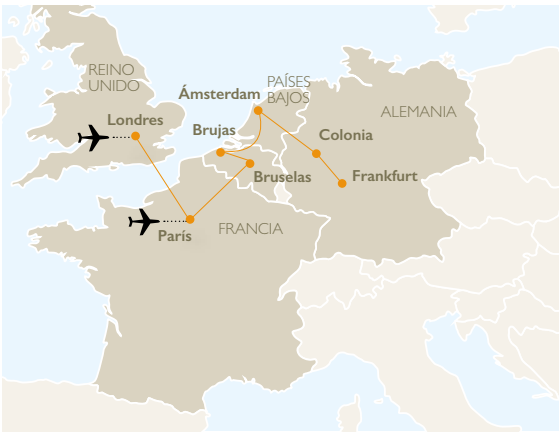 REINO
UNIDO
PAÍSES
BAJOS
Ámsterdam
ALEMANIA
Londres
Brujas
Colonia
Bruselas
Frankfurt
París
FRANCIA